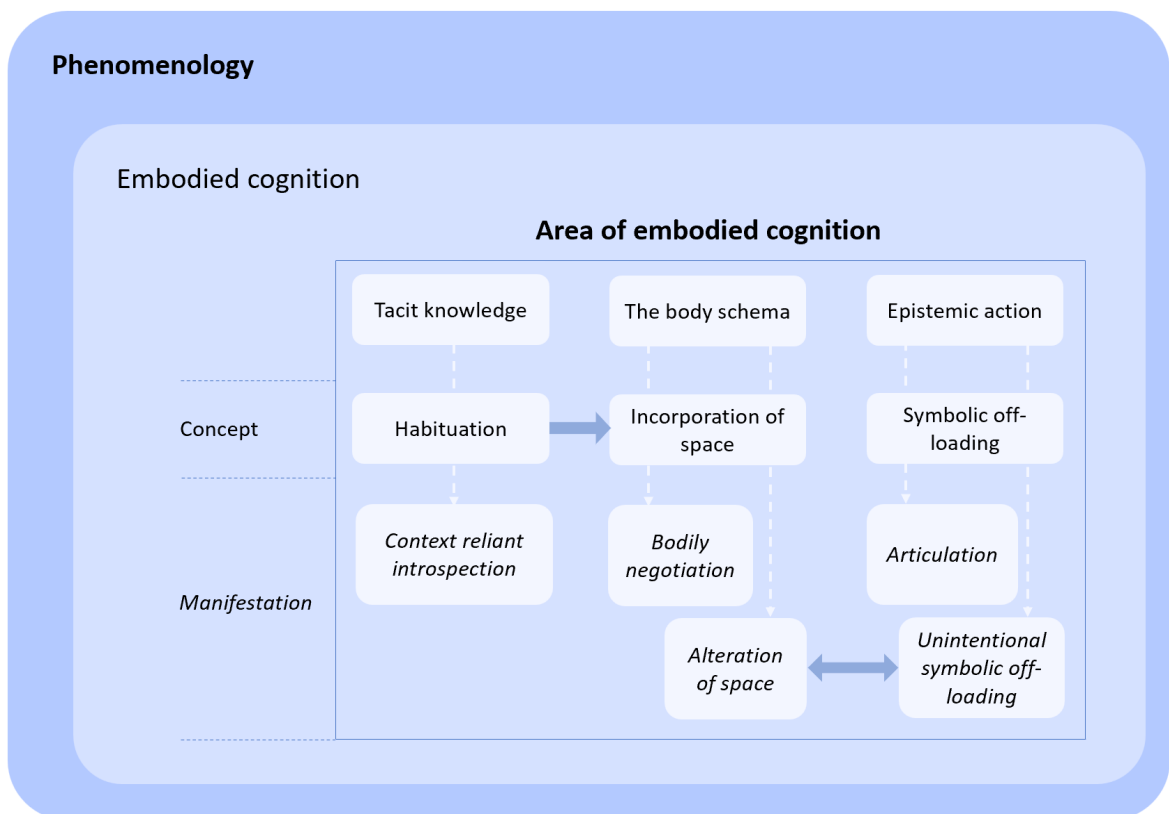 Phenomenology
Embodied cognition
Area of embodied cognition
Tacit knowledge
The body schema
Epistemic action
Concept
Habituation
Incorporation of
space
Symbolic off-
loading
Manifestation
Context reliant
introspection
Bodily
negotiation
Articulation
Alteration
of space
Unintentional
symbolic off-
loading